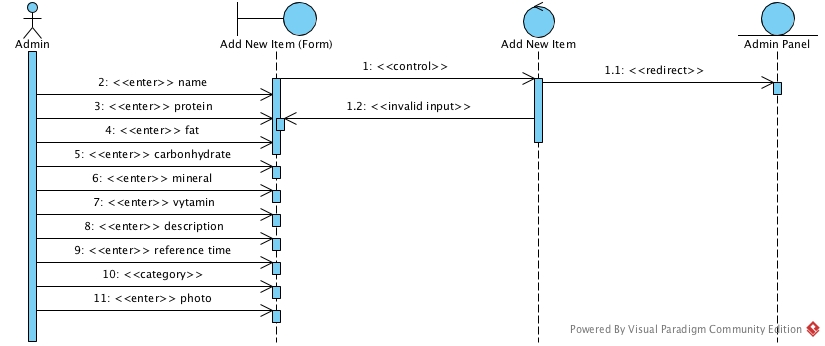 Admin
Add New Item (Form)
Add New Item
Admin Panel
1: <<control>>
1.1: <<redirect>>
2: <<enter>> name
3: <<enter>> protein
1.2: <<invalid input>>
4: <<enter>> fat
5: <<enter>> carbonhydrate
6: <<enter>> mineral
7: <<enter>> vytamin
8: <<enter>> description
9: <<enter>> reference time
10: <<category>>
11: <<enter>> photo
Powered By Visual Paradigm Community Edition